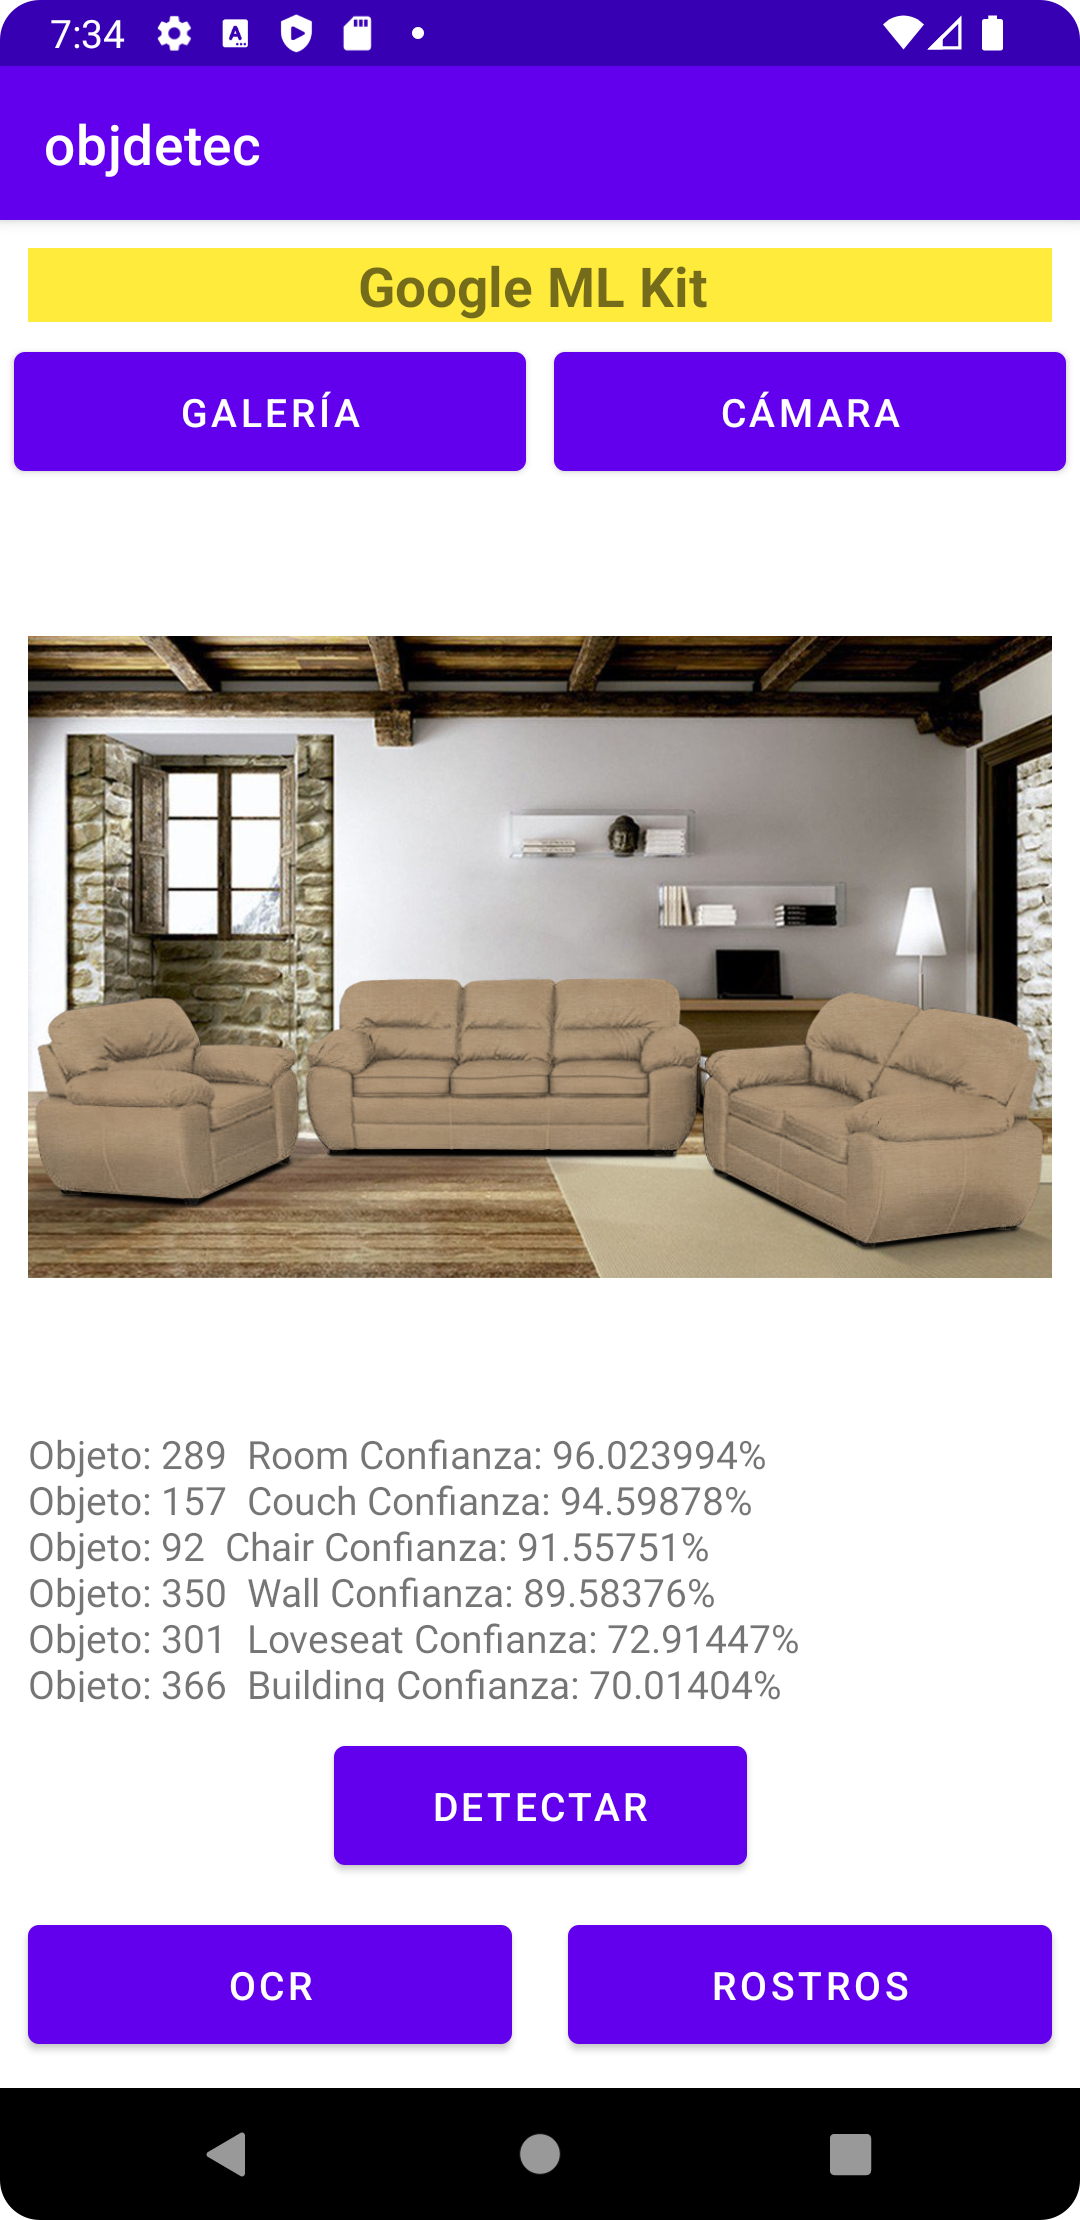 7:34
objdetec
Google ML Kit
GALERÍA
CÁMARA
Objeto: 289  Room Confianza: 96.023994%
Objeto: 157  Couch Confianza: 94.59878%
Objeto: 92  Chair Confianza: 91.55751%
Objeto: 350  Wall Confianza: 89.58376%
Objeto: 301  Loveseat Confianza: 72.91447%
Objeto: 366  Building Confianza: 70.01404%
DETECTAR
OCR
ROSTROS